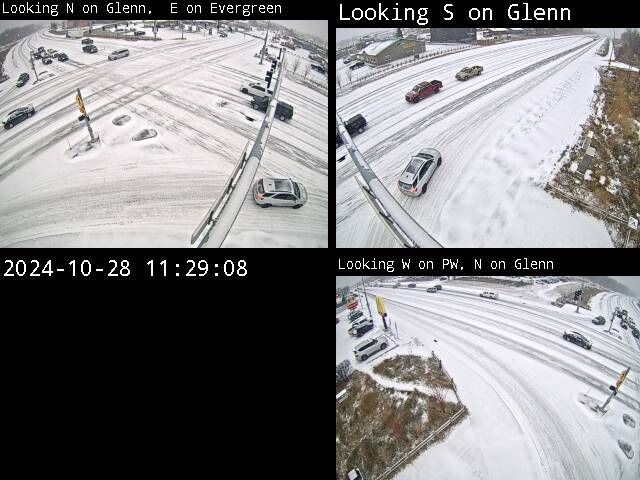 Looking N on Glenn,  E on Evergreen
Looking S on Glenn
2024-10-28 11:29:08
Looking W on PW, N on Glenn